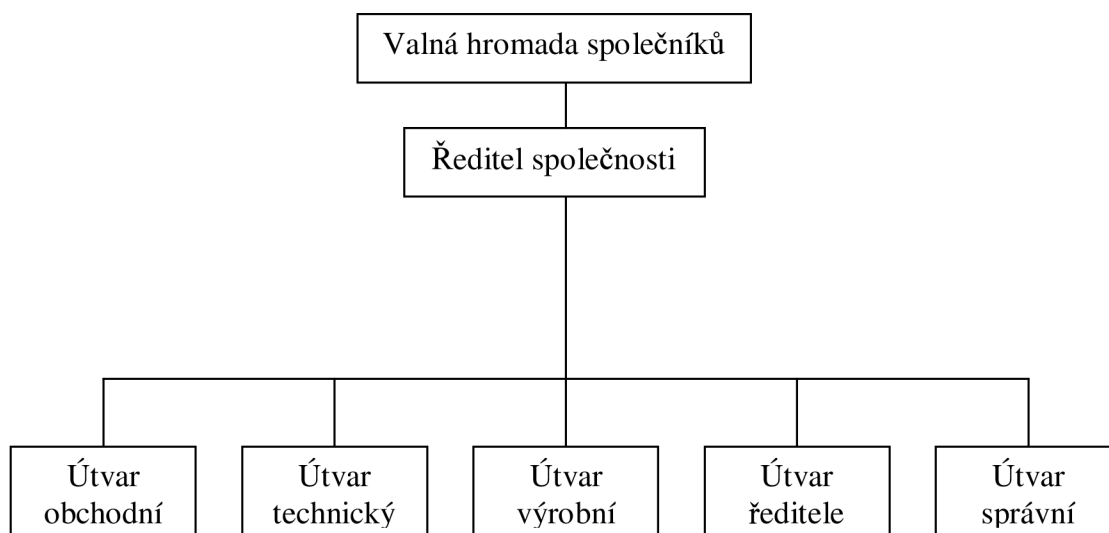 Valná hromada společníků
Ředitel společnosti
Útvar
obchodní
Útvar
technický
Útvar
výrobní
Útvar
ředitele
Útvar
správní